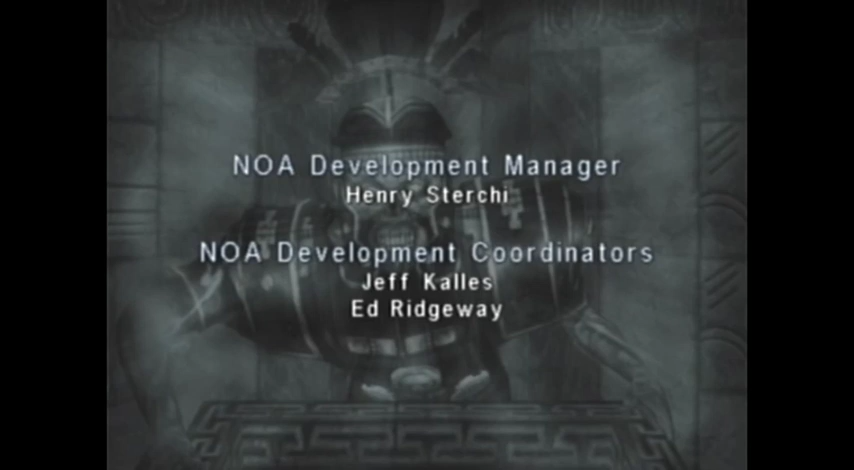 NOA Development Manager
Henry Sterchi
NOA Development Coordinators
Jeff Kalles
Ed Ridgeway